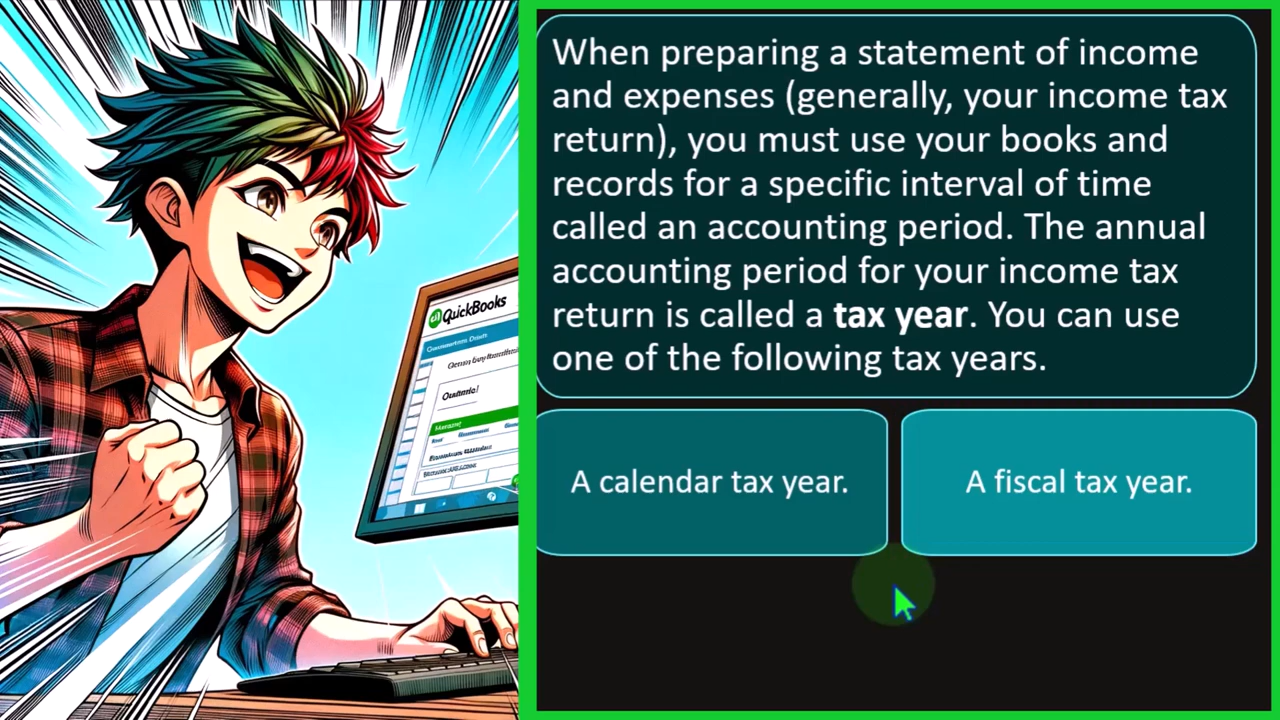 When preparing a statement of income
and expenses (generally, your income tax
return), you must use your books and
records for a specific interval of time
called an accounting period. The annual
accounting period for your income tax
return is called a tax year. You can use
one of the following tax years.
A calendar tax year.
A fiscal tax year.
QuickBooks